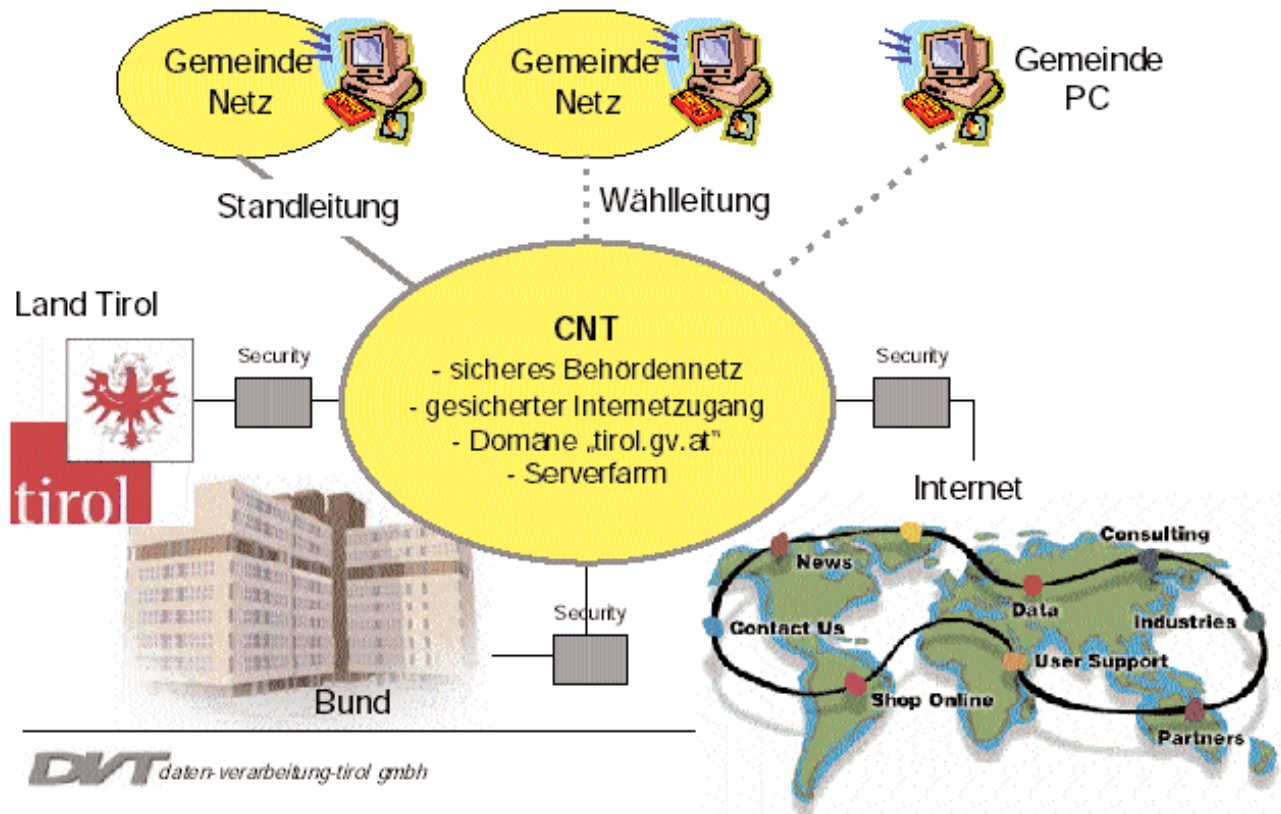 Gemeinde
Netz
Gemeinde
Netz
Gemeinde
PC
Standleitung
Wählleitung
Land Tirol
Security
tirol
CNT
- sicheres Behördennetz
- gesicherter Internetzugang
- Domäne „tirol.gv.at"
- Serverfarm
Security
Internet
Security
Bund
News
Consulting
Data
Contact Us
Industries
User Support
Shop Online
Partners
DVT daten-verarbeitung-tirol gmbh